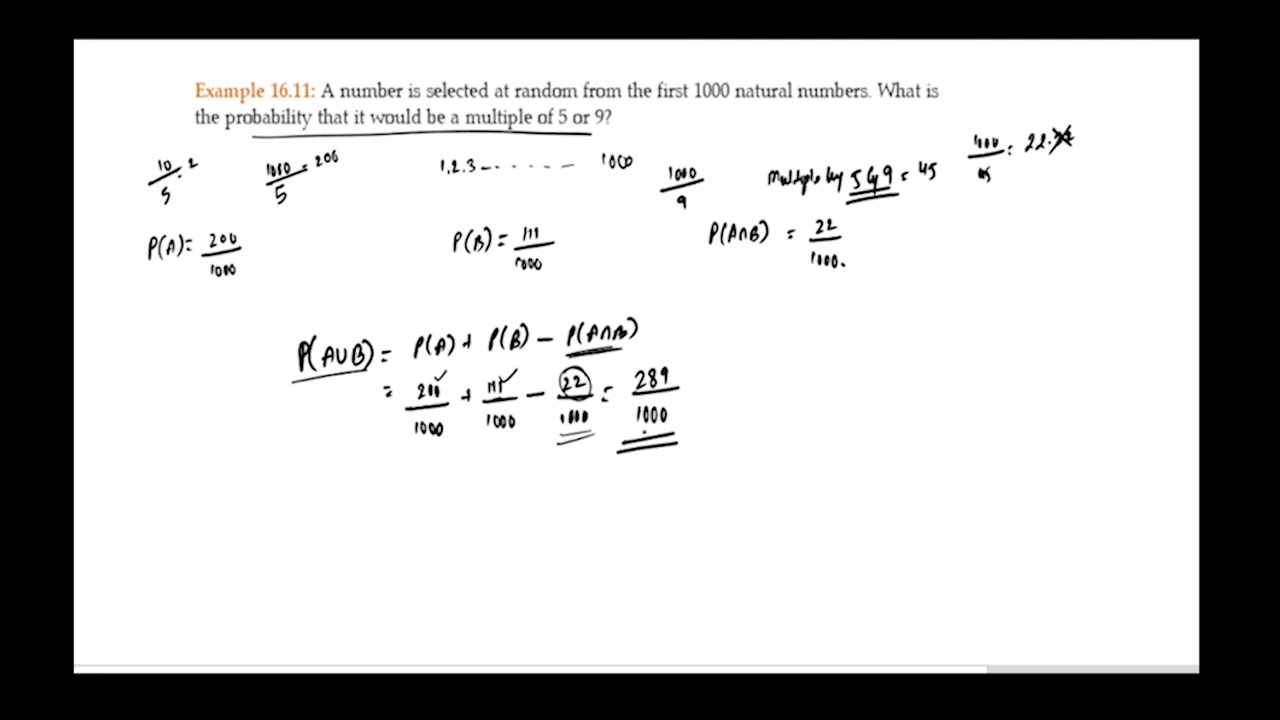 Example 16.11: A number is selected at random from the first 1000 natural numbers. What is
the probability that it would be a multiple of 5 or 9?
10/5 = 2
1000/5 = 200
1,2,3 - - - - - - 1000
1000/9
Multiple by 5 & 9 = 45
= 22.
P(A) = 200/1000
P(B) = 111/1000
P(A∩B) = 22/1000.
P(A∪B) = P(A) + P(B) - P(A∩B)
= 200/1000 + 111/1000 - 22/1000 = 289/1000